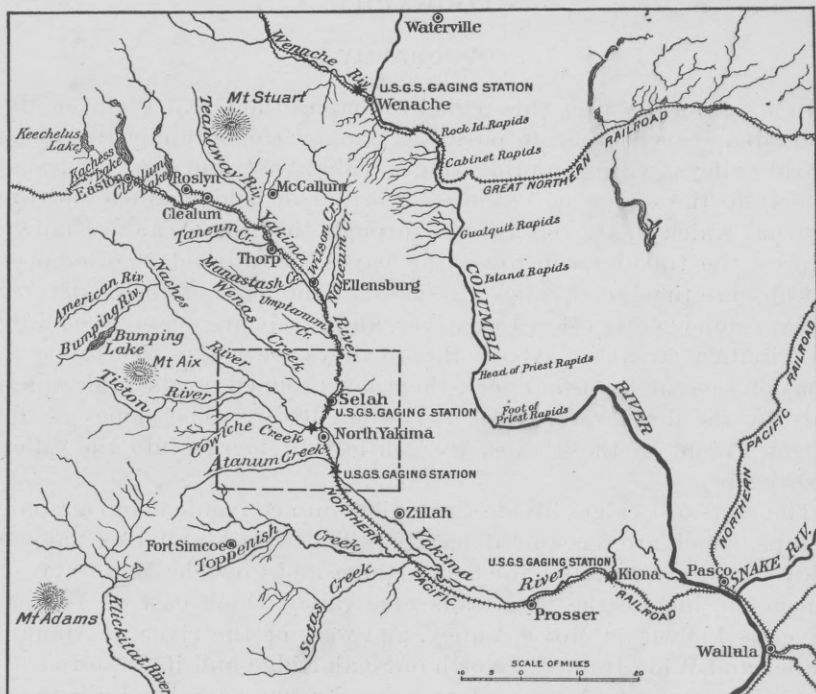 Waterville
Wenache Riv.
U.S.G.S. GAGING STATION
Wenache
Mt Stuart
Teanaway Riv.
Keechelus
Lake
Kachess
Lake
Easton
Clealum
Lake
Roslyn
Clealum
McCallum
Rock Id. Rapids
Cabinet Rapids
GREAT NORTHERN RAILROAD
Yakima River
Taneum Cr.
Thorp
Wilson Cr.
Naneum Cr.
Gualquit Rapids
Manastash Cr.
Ellensburg
COLUMBIA RIVER
Island Rapids
American Riv.
Naches River
Wenas Creek
Umptanum
Cr.
Bumping Riv.
Bumping
Lake
Mt Aix
Head of Priest Rapids
Tieton River
Selah
U.S.G.S. GAGING STATION
Foot of
Priest Rapids
NORTHERN PACIFIC RAILROAD
Cowiche Creek
North Yakima
Atanum Creek
U.S.G.S. GAGING STATION
Zillah
Fort Simcoe
Toppenish Creek
NORTHERN PACIFIC RAILROAD
Yakima River
U.S.G.S. GAGING STATION
Kiona
Pasco
SNAKE RIV.
Satas Creek
Prosser
Mt Adams
Klickitat River
Wallula
SCALE OF MILES
10 5 0 10 20